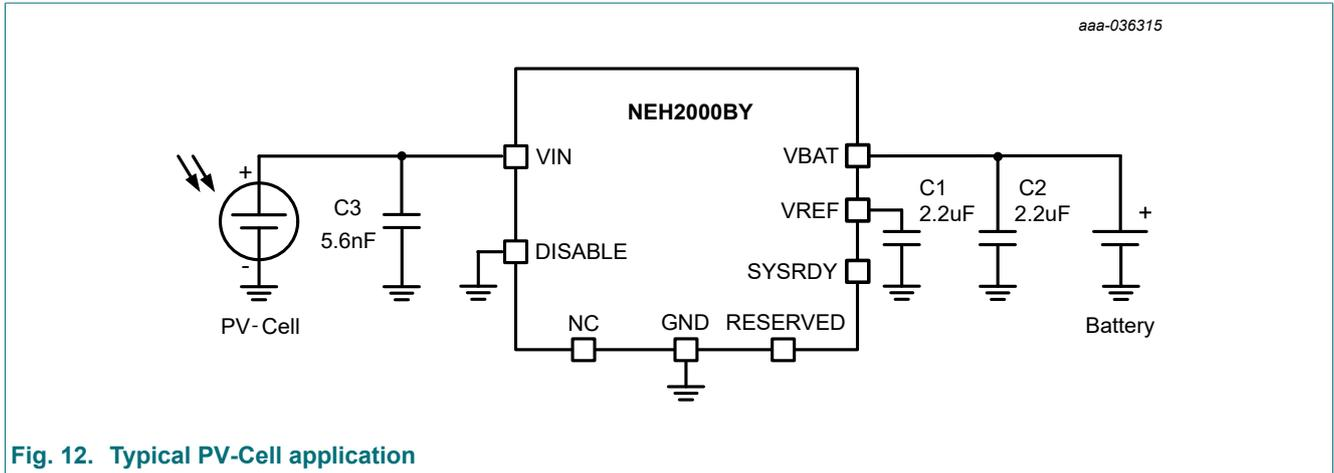 aaa-036315
NEH2000BY
+
VIN
VBAT
C3
5.6nF
C1
2.2uF
C2
2.2uF
VREF
+
DISABLE
-
SYSRDY
PV-Cell
NC
GND
RESERVED
Battery
Fig. 12. Typical PV-Cell application